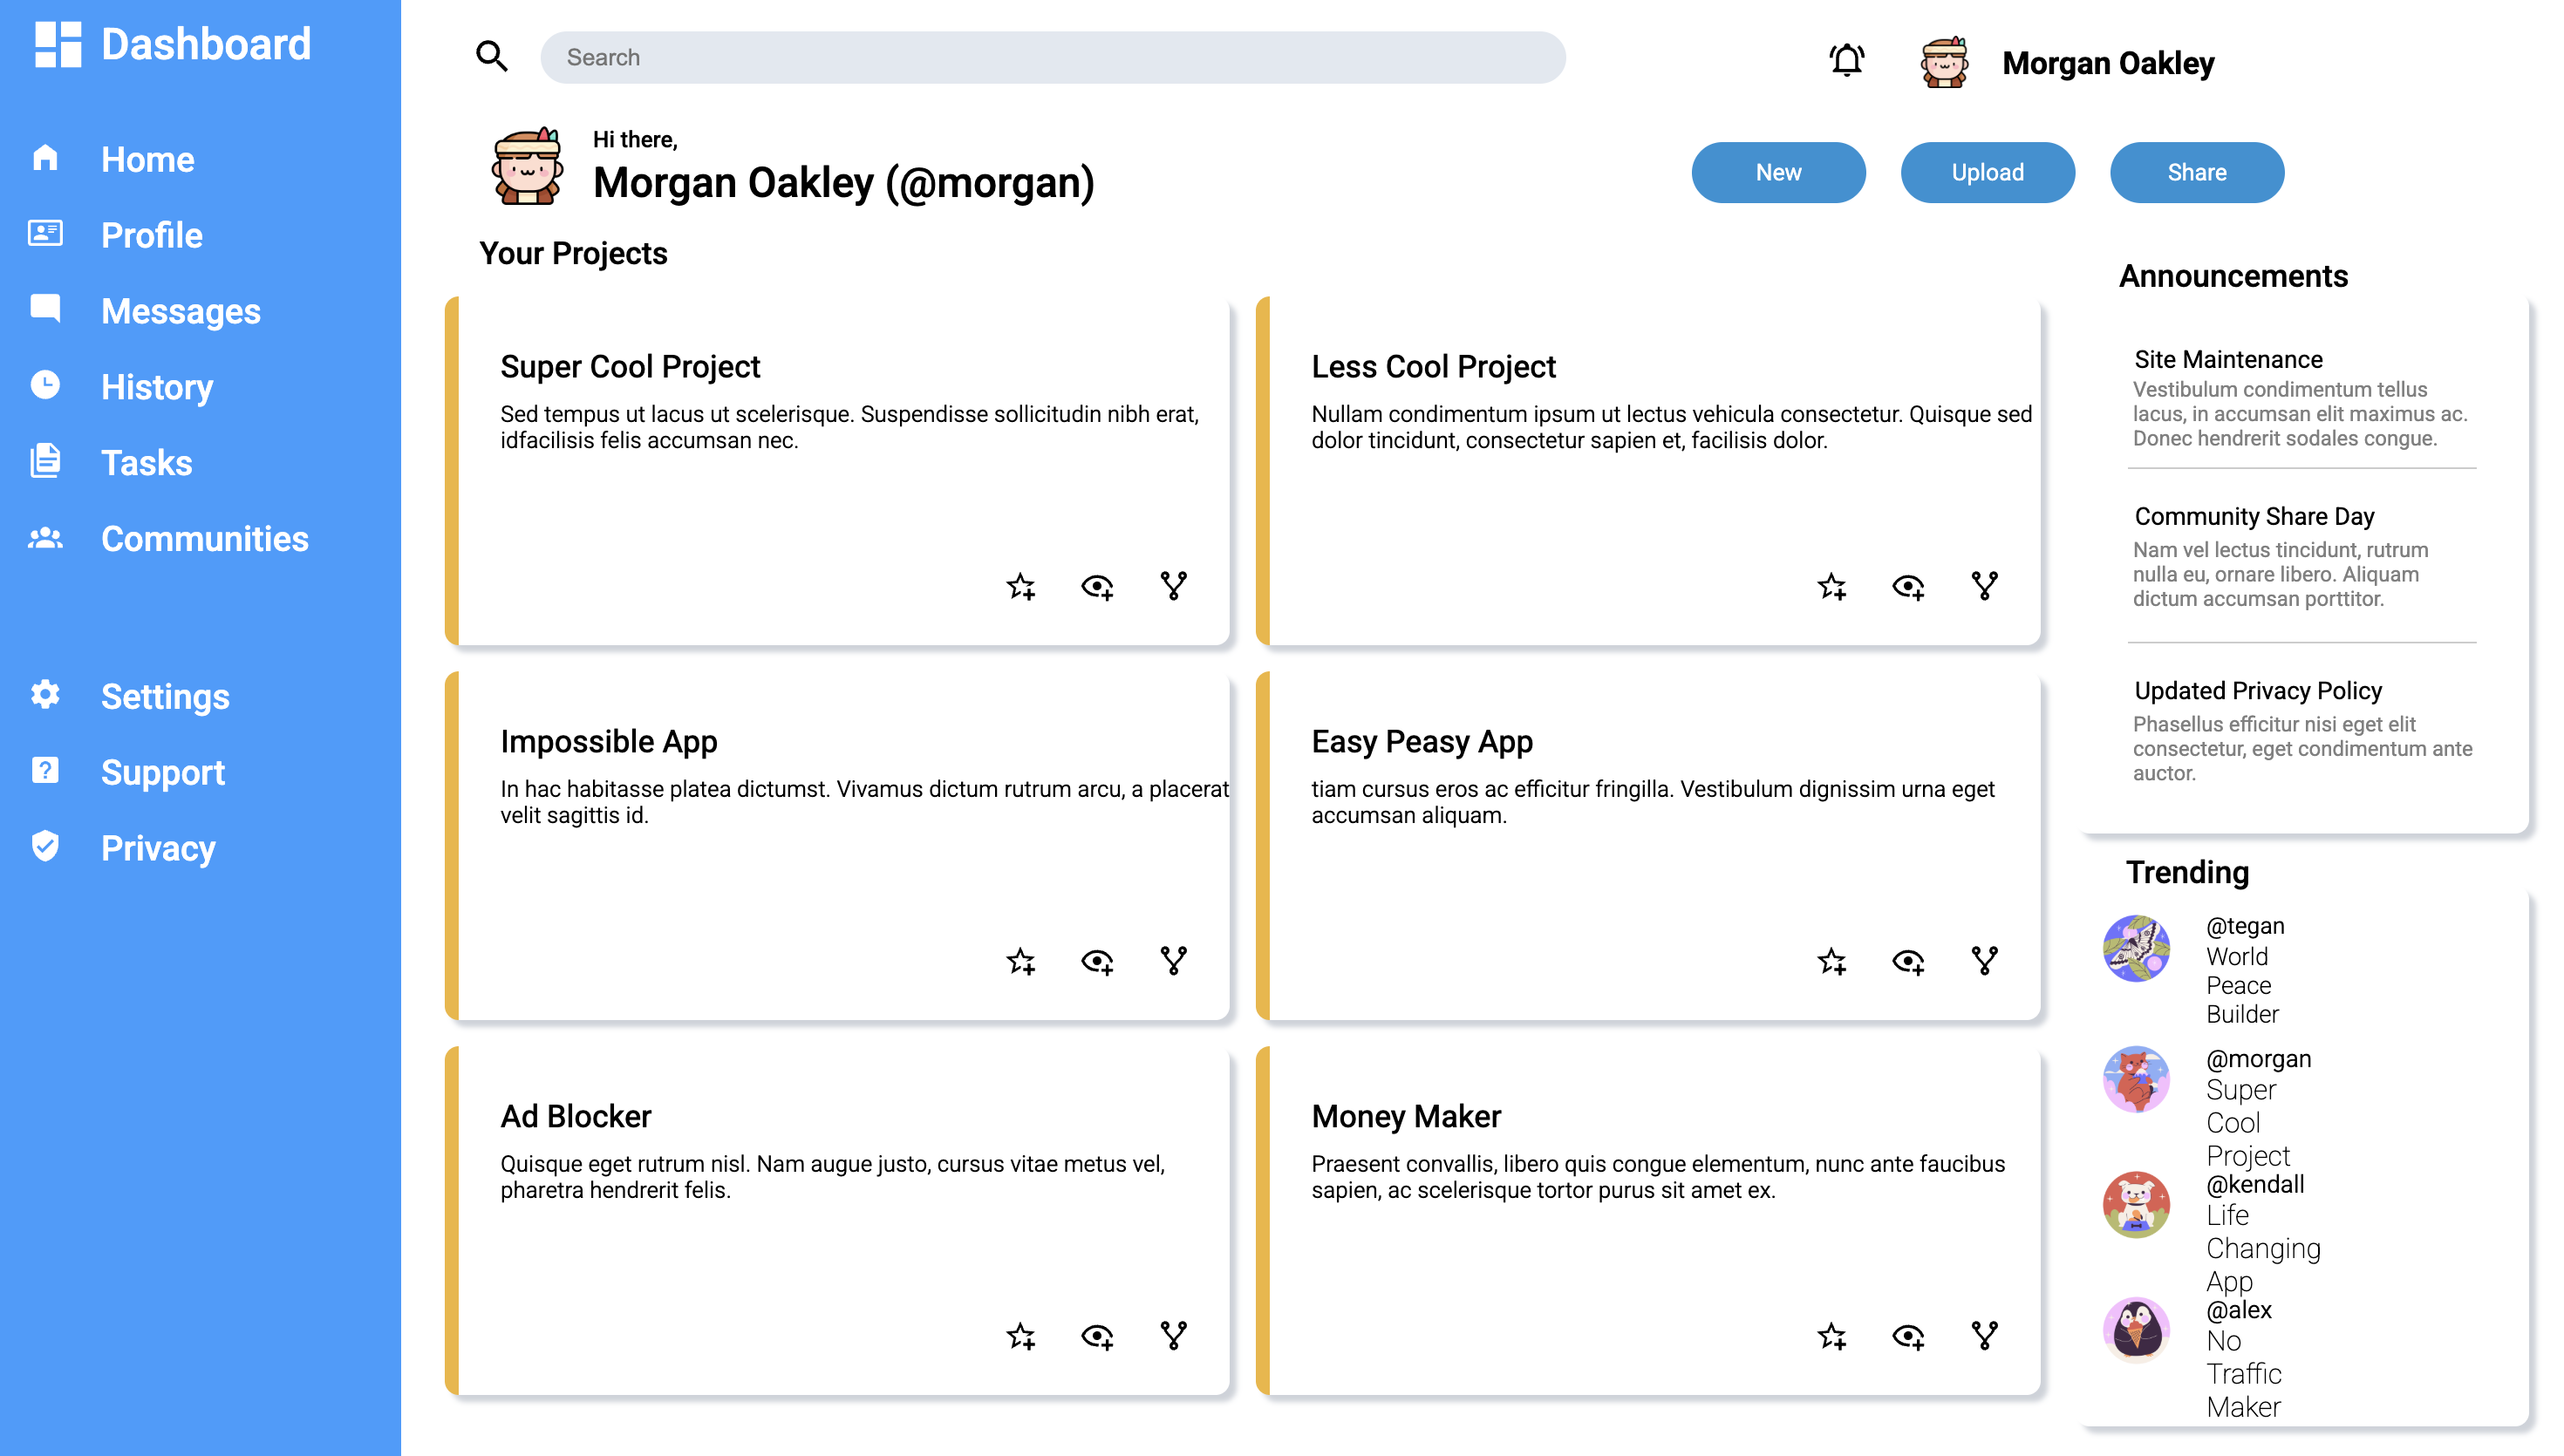 Dashboard
Home
Profile
Messages
History
Tasks
Communities
Settings
Support
Privacy
Search
Morgan Oakley
Hi there,
Morgan Oakley (@morgan)
New
Upload
Share
Your Projects
Super Cool Project
Sed tempus ut lacus ut scelerisque. Suspendisse sollicitudin nibh erat,
idfacilisis felis accumsan nec.
Less Cool Project
Nullam condimentum ipsum ut lectus vehicula consectetur. Quisque sed
dolor tincidunt, consectetur sapien et, facilisis dolor.
Impossible App
In hac habitasse platea dictumst. Vivamus dictum rutrum arcu, a placerat
velit sagittis id.
Easy Peasy App
tiam cursus eros ac efficitur fringilla. Vestibulum dignissim urna eget
accumsan aliquam.
Ad Blocker
Quisque eget rutrum nisl. Nam augue justo, cursus vitae metus vel,
pharetra hendrerit felis.
Money Maker
Praesent convallis, libero quis congue elementum, nunc ante faucibus
sapien, ac scelerisque tortor purus sit amet ex.
Announcements
Site Maintenance
Vestibulum condimentum tellus
lacus, in accumsan elit maximus ac.
Donec hendrerit sodales congue.
Community Share Day
Nam vel lectus tincidunt, rutrum
nulla eu, ornare libero. Aliquam
dictum accumsan porttitor.
Updated Privacy Policy
Phasellus efficitur nisi eget elit
consectetur, eget condimentum ante
auctor.
Trending
@tegan
World
Peace
Builder
@morgan
Super
Cool
Project
@kendall
Life
Changing
App
@alex
No
Traffic
Maker